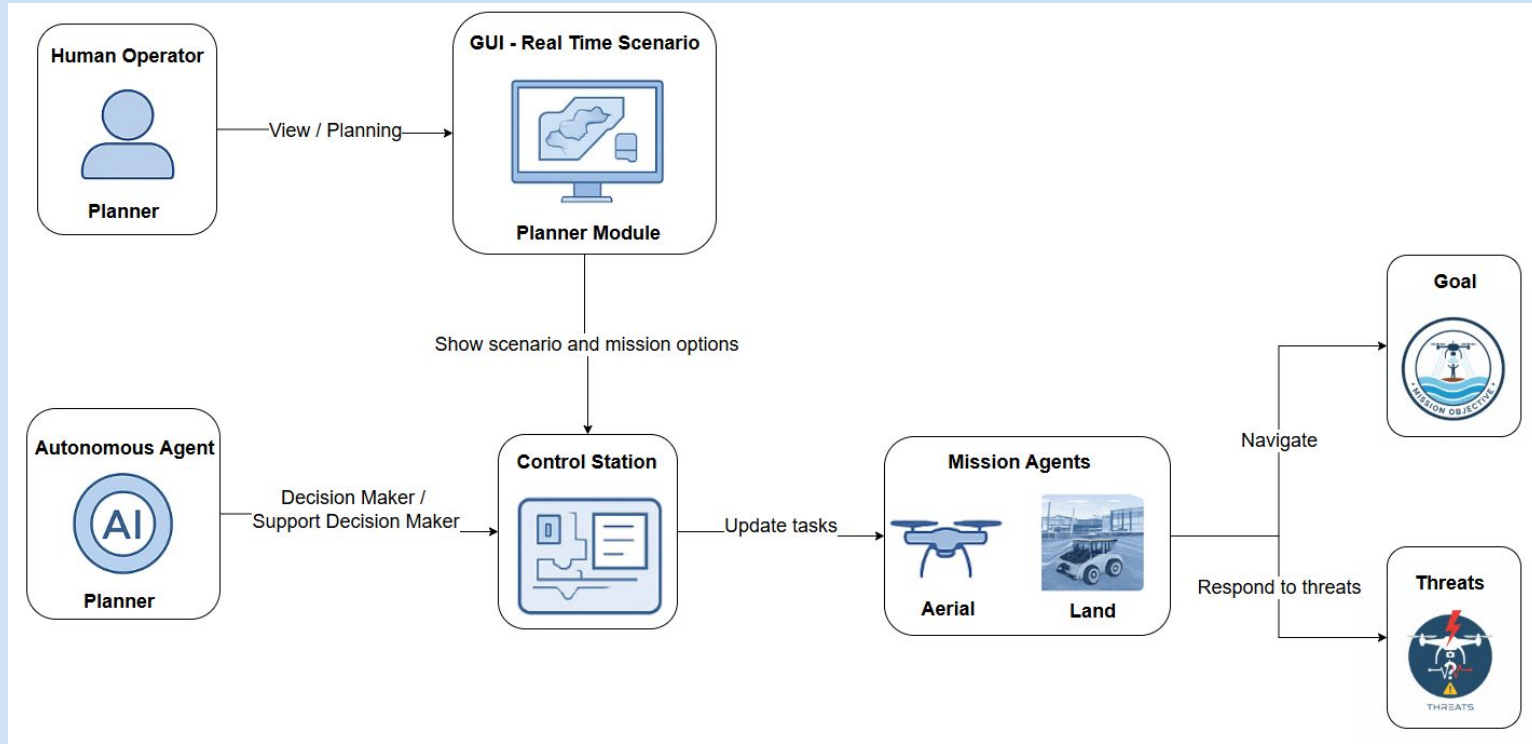 Human Operator
Planner
View / Planning
GUI - Real Time Scenario
Planner Module
Show scenario and mission options
Autonomous Agent
AI
Planner
Decision Maker /
Support Decision Maker
Control Station
Update tasks
Mission Agents
Aerial
Land
Navigate
Respond to threats
Goal
• MISSION OBJECTIVE •
Threats
THREATS